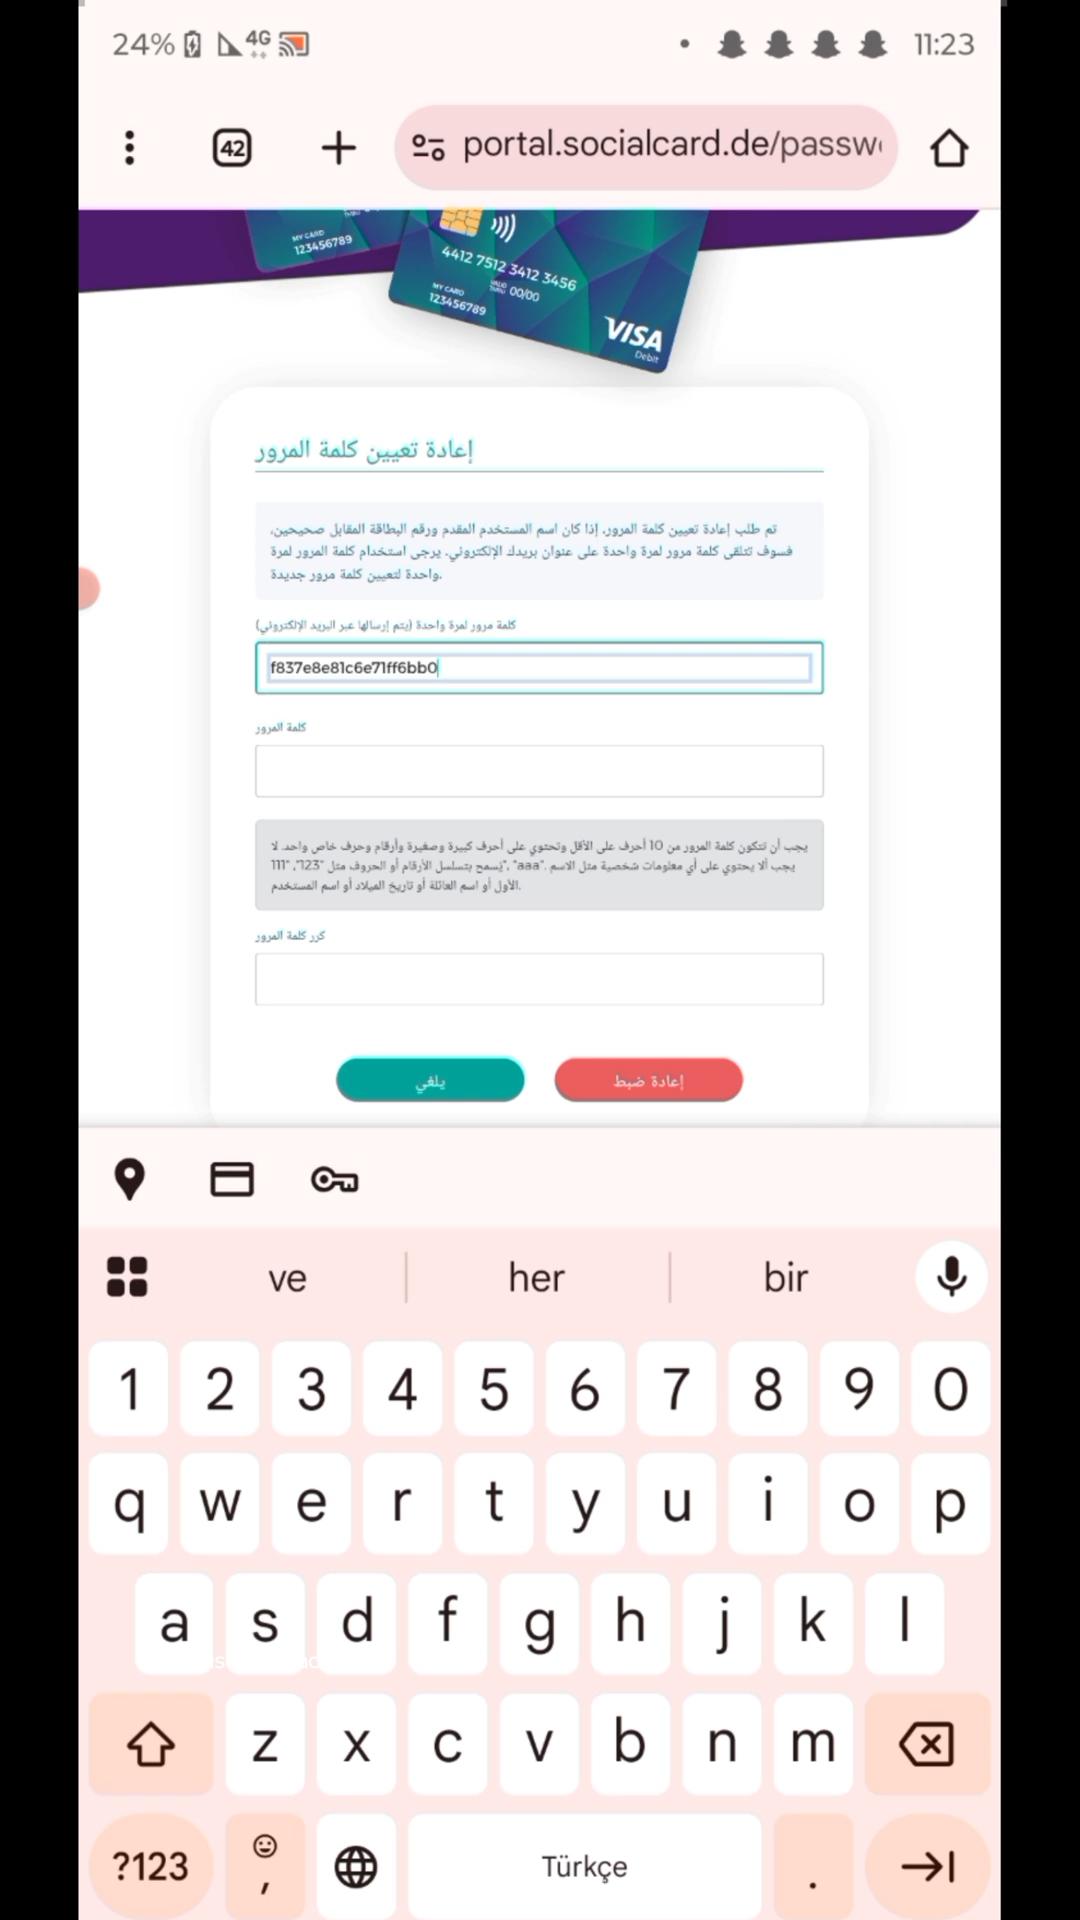 24% 4G 11:23
42 portal.socialcard.de/passw
MY CARD
123456789
4412 7512 3412 3456
MY CARD VALID THRU 00/00
123456789
VISA
Debit
إعادة تعيين كلمة المرور
تم طلب إعادة تعيين كلمة المرور. إذا كان اسم المستخدم المقدم ورقم البطاقة المقابل صحيحين،
فسوف تتلقى كلمة مرور لمرة واحدة على عنوان بريدك الإلكتروني. يرجى استخدام كلمة المرور لمرة
واحدة لتعيين كلمة مرور جديدة.
كلمة مرور لمرة واحدة (يتم إرسالها عبر البريد الإلكتروني)
f837e8e81c6e71ff6bb0
كلمة المرور
يجب أن تتكون كلمة المرور من 10 أحرف على الأقل وتحتوي على أحرف كبيرة وصغيرة وأرقام وحرف خاص واحد. لا
يُسمح بتسلسل الأرقام أو الحروف مثل "123"، "111"، "aaa". يجب ألا يحتوي على أي معلومات شخصية مثل الاسم
الأول أو اسم العائلة أو تاريخ الميلاد أو اسم المستخدم.
كرر كلمة المرور
يلغي إعادة ضبط
ve her bir
1 2 3 4 5 6 7 8 9 0
q w e r t y u i o p
a s d f g h j k l
z x c v b n m
?123 , Türkçe .